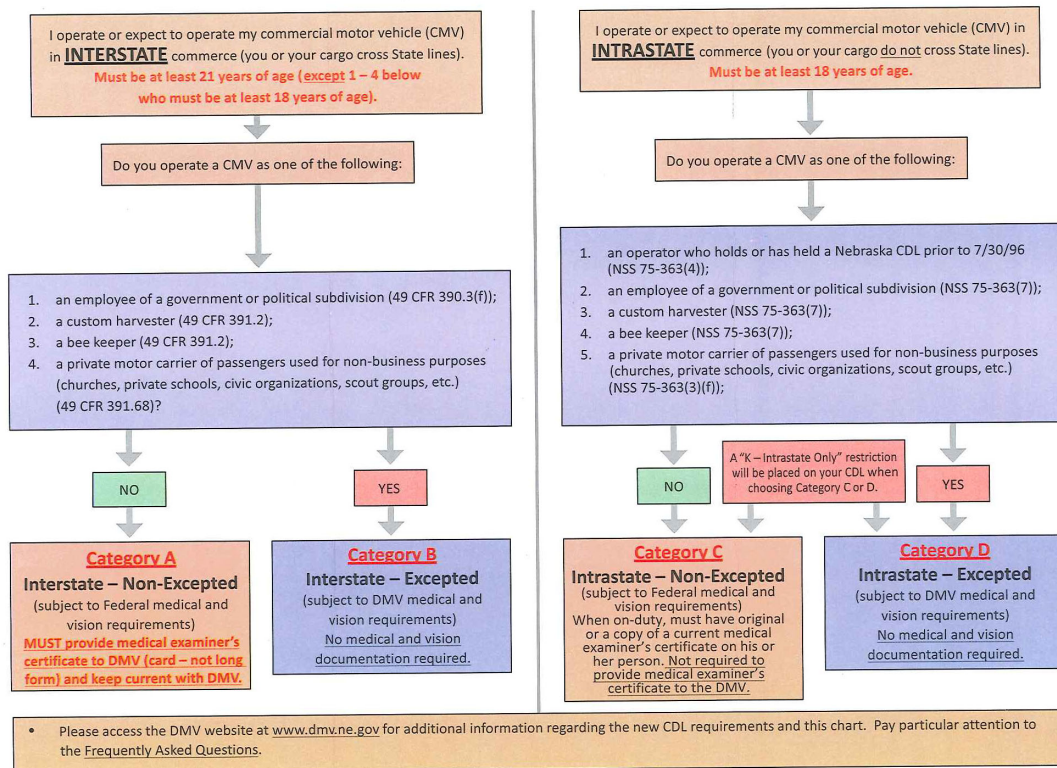 I operate or expect to operate my commercial motor vehicle (CMV)
in INTERSTATE commerce (you or your cargo cross State lines).
Must be at least 21 years of age (except 1 – 4 below
who must be at least 18 years of age).
Do you operate a CMV as one of the following:
1. an employee of a government or political subdivision (49 CFR 390.3(f));
2. a custom harvester (49 CFR 391.2);
3. a bee keeper (49 CFR 391.2);
4. a private motor carrier of passengers used for non-business purposes
(churches, private schools, civic organizations, scout groups, etc.)
(49 CFR 391.68)?
NO
YES
Category A
Interstate – Non-Excepted
(subject to Federal medical and
vision requirements)
MUST provide medical examiner's
certificate to DMV (card – not long
form) and keep current with DMV.
Category B
Interstate – Excepted
(subject to DMV medical and
vision requirements)
No medical and vision
documentation required.
I operate or expect to operate my commercial motor vehicle (CMV) in
INTRASTATE commerce (you or your cargo do not cross State lines).
Must be at least 18 years of age.
Do you operate a CMV as one of the following:
1. an operator who holds or has held a Nebraska CDL prior to 7/30/96
(NSS 75-363(4));
2. an employee of a government or political subdivision (NSS 75-363(7));
3. a custom harvester (NSS 75-363(7));
4. a bee keeper (NSS 75-363(7));
5. a private motor carrier of passengers used for non-business purposes
(churches, private schools, civic organizations, scout groups, etc.)
(NSS 75-363(3)(f));
NO
A "K – Intrastate Only" restriction
will be placed on your CDL when
choosing Category C or D.
YES
Category C
Intrastate – Non-Excepted
(subject to Federal medical and
vision requirements)
When on-duty, must have original
or a copy of a current medical
examiner's certificate on his or
her person. Not required to
provide medical examiner's
certificate to the DMV.
Category D
Intrastate – Excepted
(subject to DMV medical and
vision requirements)
No medical and vision
documentation required.
• Please access the DMV website at www.dmv.ne.gov for additional information regarding the new CDL requirements and this chart. Pay particular attention to
the Frequently Asked Questions.